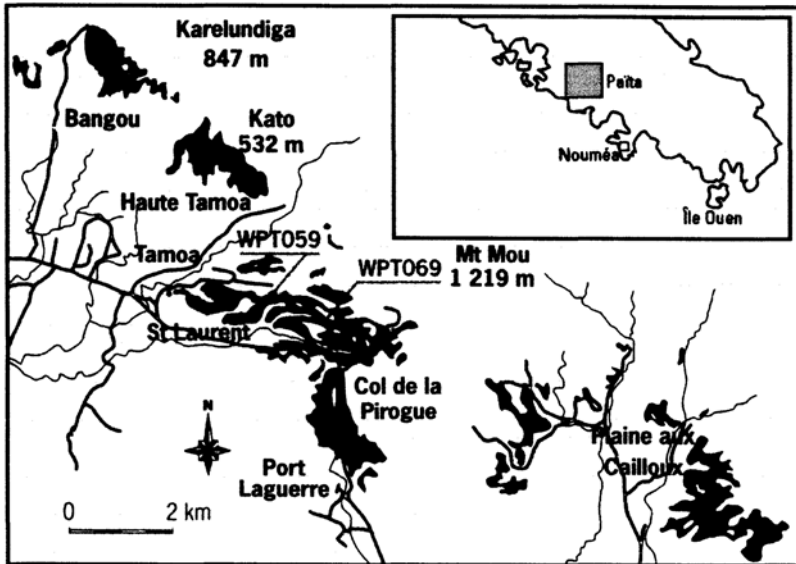 Karelundiga
847 m
Bangou
Kato
532 m
Haute Tamoa
Tamoa
WPT059
WPT069
Mt Mou
1 219 m
St Laurent
Col de la
Pirogue
N
Port
Laguerre
0 2 km
Plaine aux
Cailloux
Païta
Nouméa
Île Ouen